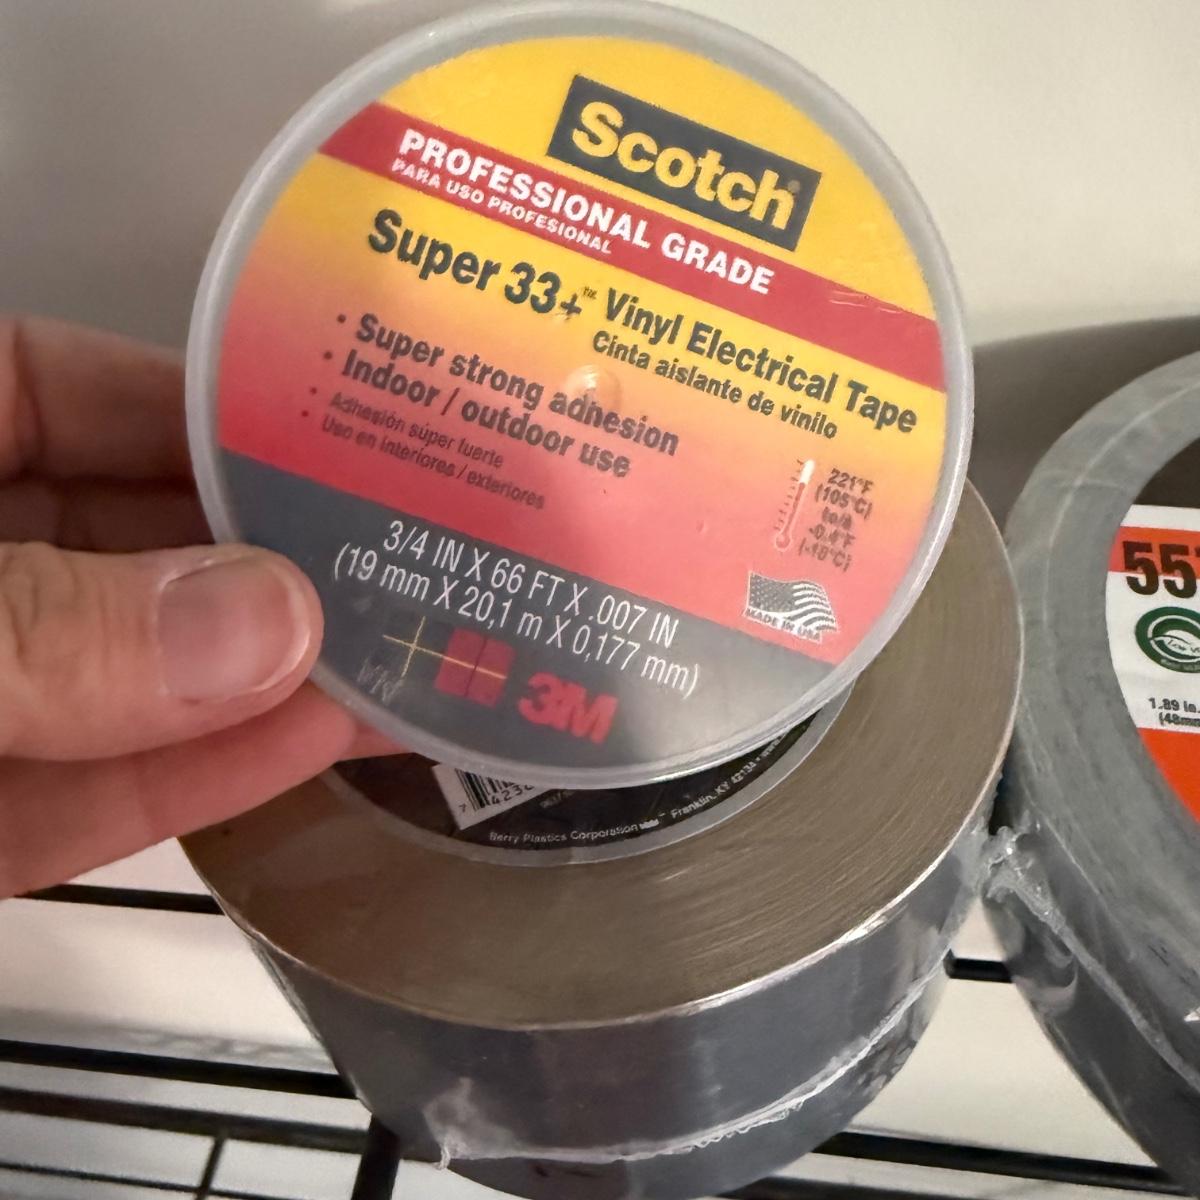 Scotch®
PROFESSIONAL GRADE
PARA USO PROFESIONAL
Super 33+™ Vinyl Electrical Tape
Cinta aislante de vinilo
• Super strong adhesion
• Indoor / outdoor use
• Adhesión súper fuerte
• Uso en interiores / exteriores
221°F
(105°C)
to/a
-0.4°F
(-18°C)
MADE IN USA
3/4 IN X 66 FT X .007 IN
(19 mm X 20,1 m X 0,177 mm)
3M
Berry Plastics Corporation
Franklin, KY 42134
55
1.89 in.
(48mm